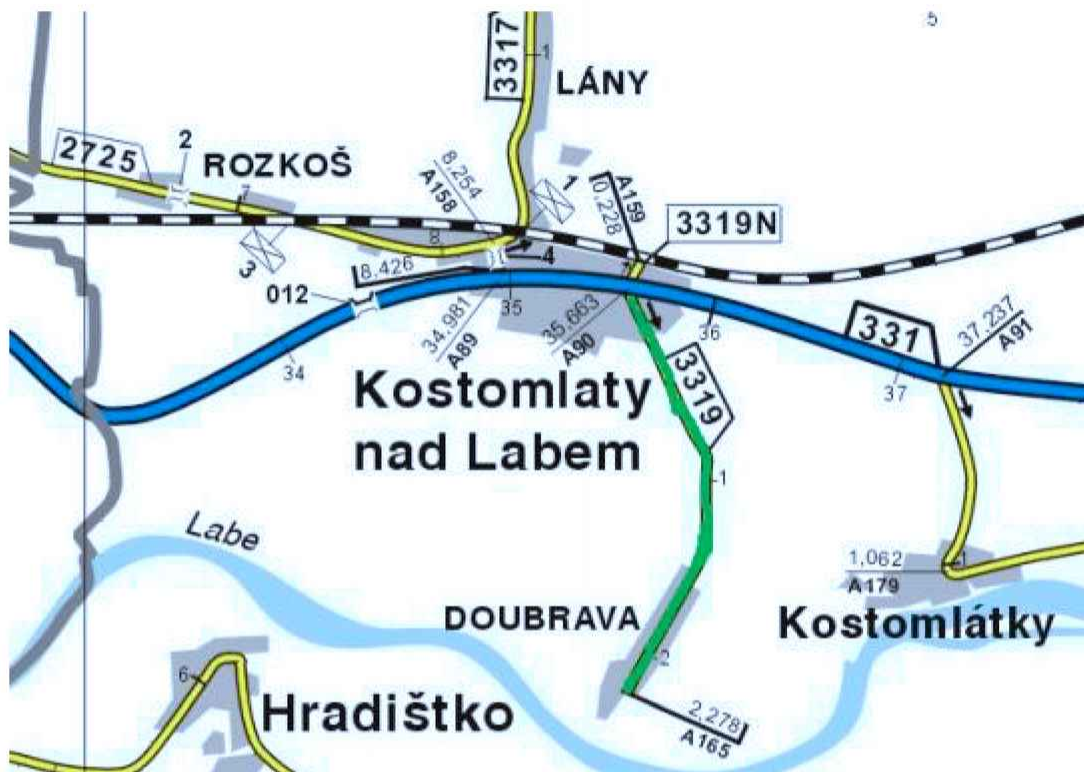 5
3317
1
LÁNY
2725
2
ROZKOŠ
7
8,254
A158
1
A159
0,228
3319N
3
8
8,426
4
012
35
34,981
A89
35,663
A90
36
34
331
37,237
A91
37
Kostomlaty
nad Labem
3319
1
Labe
1,062
A179
1
DOUBRAVA
Kostomlátky
2
6
Hradištko
2,278
A165